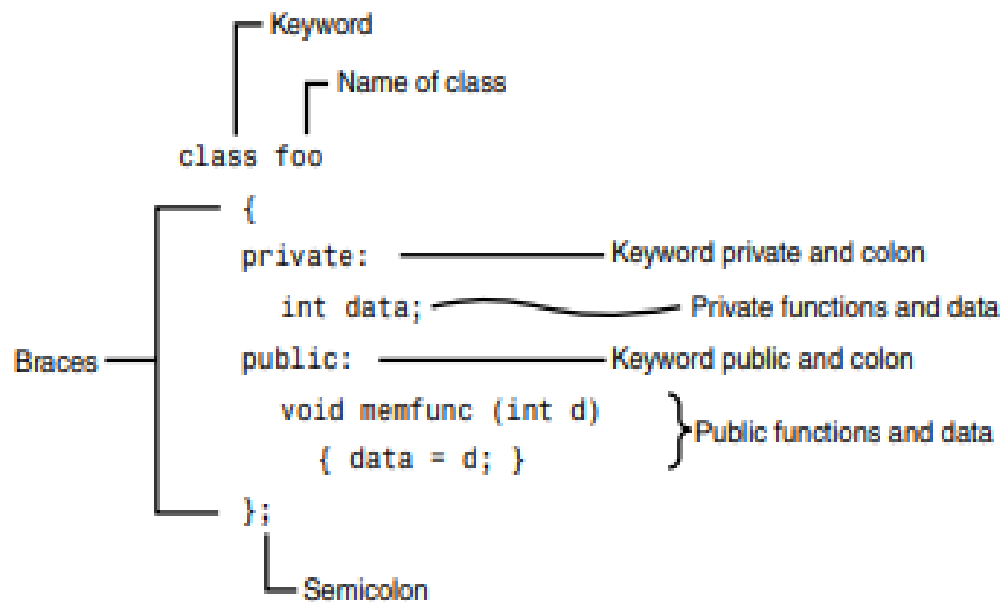 Keyword
Name of class
class foo
{
private: Keyword private and colon
int data; Private functions and data
Braces public: Keyword public and colon
void memfunc (int d)
Public functions and data
{ data = d; }
};
Semicolon